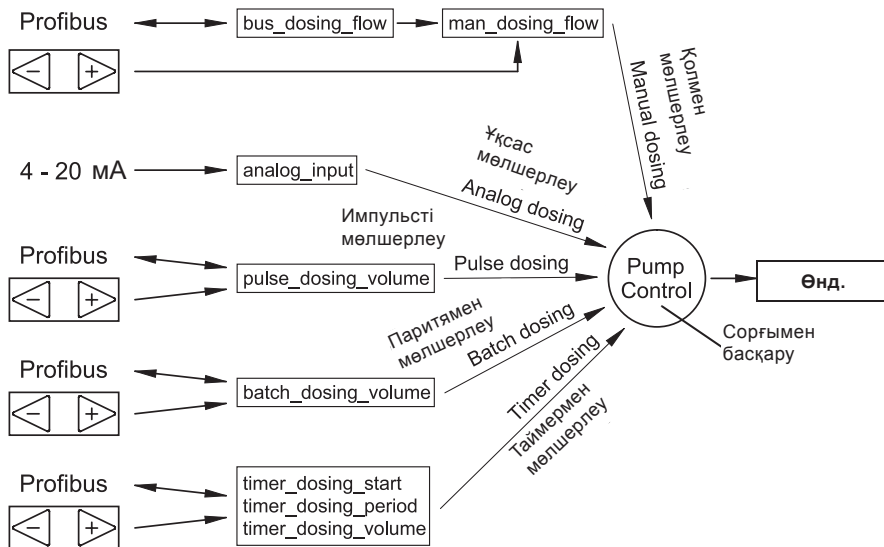 Profibus
bus_dosing_flow
man_dosing_flow
− +
Қолмен
мөлшерлеу
Manual dosing
4 - 20 мА
analog_input
Ұқсас
мөлшерлеу
Analog dosing
Импульсті
мөлшерлеу
Profibus
− +
pulse_dosing_volume
Pulse dosing
Pump
Control
Өнд.
Сорғымен
басқару
Паритямен
мөлшерлеу
Batch dosing
Profibus
− +
batch_dosing_volume
Timer dosing
Таймермен
мөлшерлеу
Profibus
− +
timer_dosing_start
timer_dosing_period
timer_dosing_volume